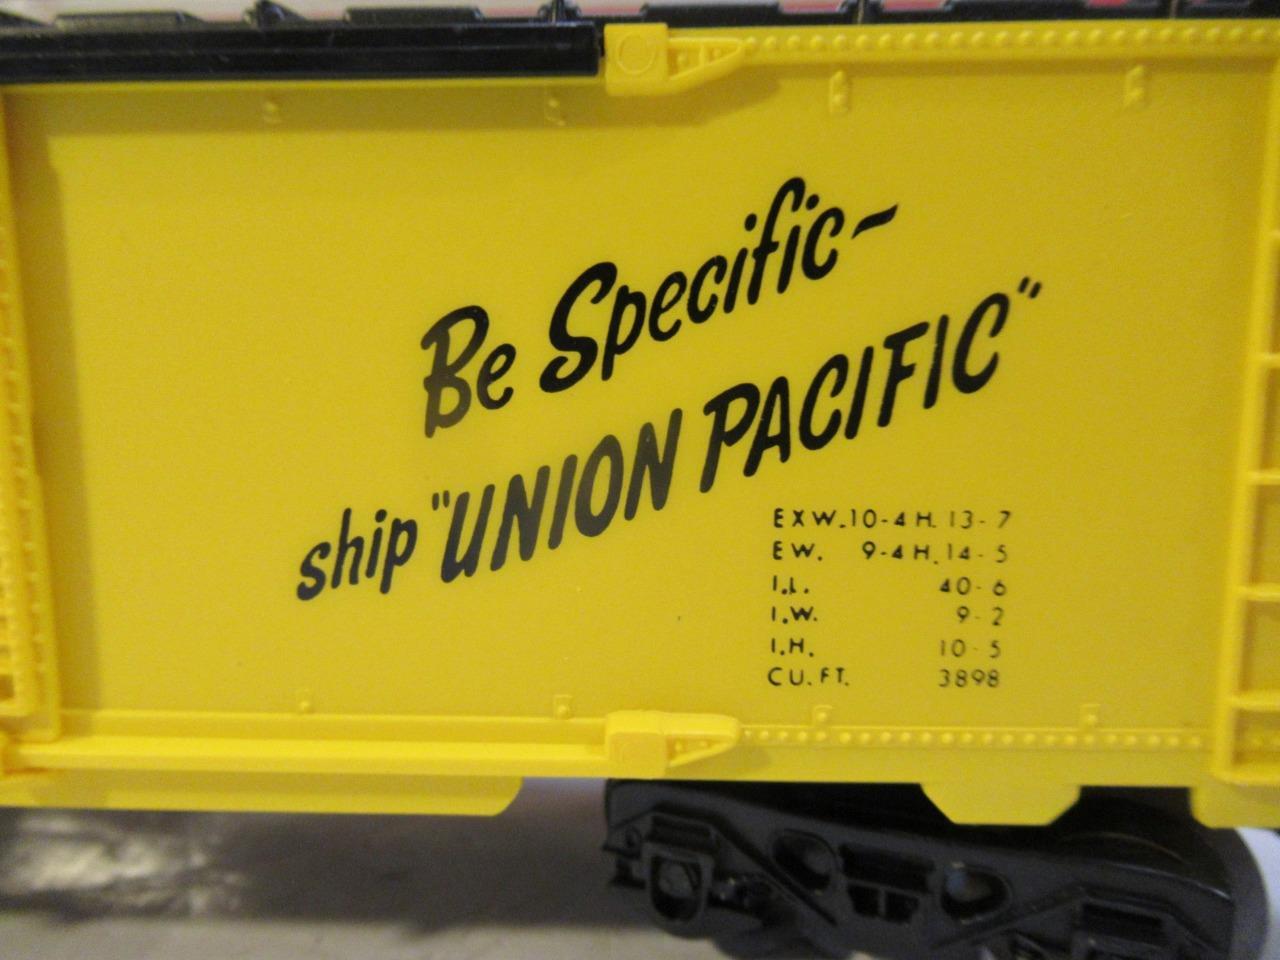 Be Specific-
ship "UNION PACIFIC"
EXW. 10-4 H. 13-7
EW. 9-4 H. 14-5
I.L. 40-6
I.W. 9-2
I.H. 10-5
CU. FT. 3898